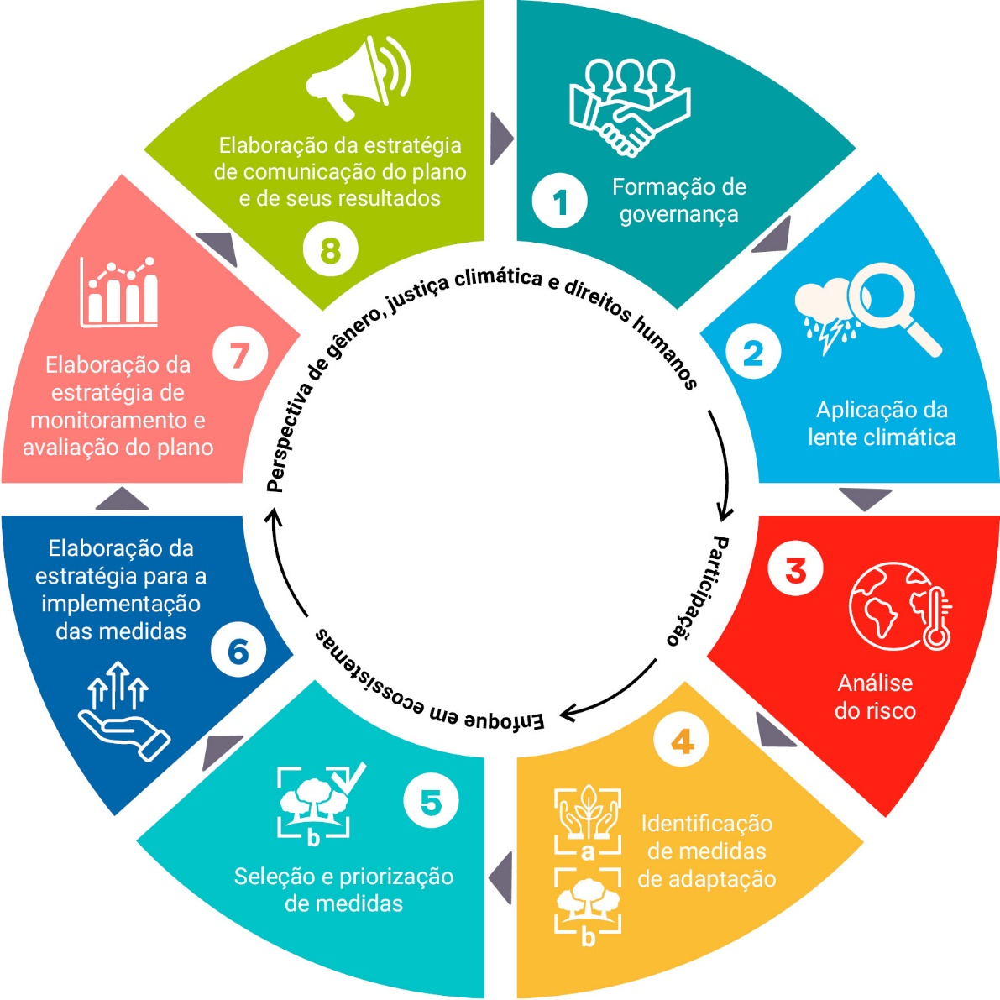 1
Formação de
governança
2
Aplicação da
lente climática
3
Análise
do risco
4
a
b
Identificação
de medidas
de adaptação
5
b
Seleção e priorização
de medidas
6
Elaboração da
estratégia para a
implementação
das medidas
7
Elaboração da
estratégia de
monitoramento e
avaliação do plano
8
Elaboração da estratégia
de comunicação do plano
e de seus resultados
Perspectiva de gênero, justiça climática e direitos humanos
Participação
Enfoque em ecossistemas